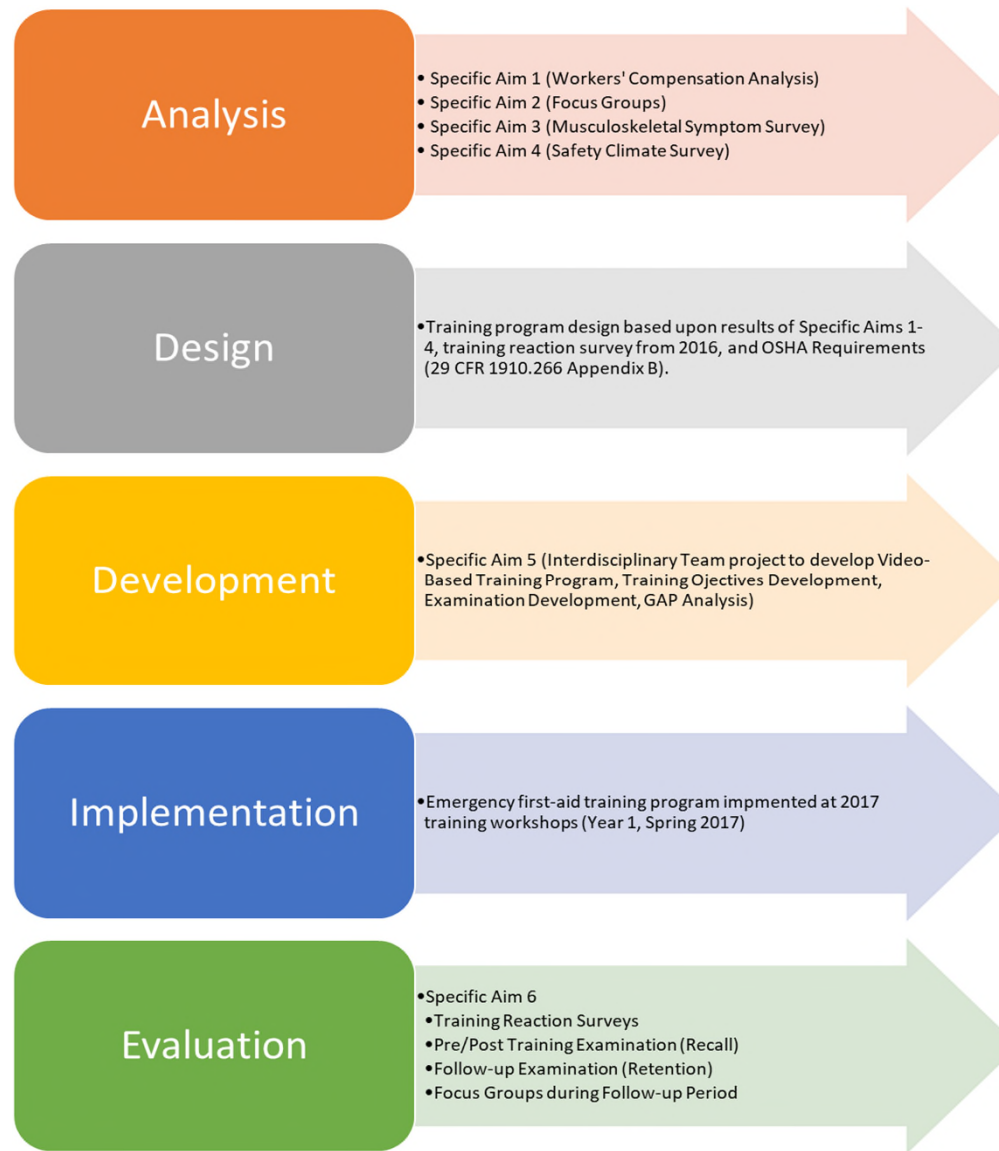 Analysis
• Specific Aim 1 (Workers' Compensation Analysis)
• Specific Aim 2 (Focus Groups)
• Specific Aim 3 (Musculoskeletal Symptom Survey)
• Specific Aim 4 (Safety Climate Survey)
Design
•Training program design based upon results of Specific Aims 1-
4, training reaction survey from 2016, and OSHA Requirements
(29 CFR 1910.266 Appendix B).
Development
•Specific Aim 5 (Interdisciplinary Team project to develop Video-
Based Training Program, Training Ojectives Development,
Examination Development, GAP Analysis)
Implementation
•Emergency first-aid training program impmented at 2017
training workshops (Year 1, Spring 2017)
Evaluation
•Specific Aim 6
•Training Reaction Surveys
•Pre/Post Training Examination (Recall)
•Follow-up Examination (Retention)
•Focus Groups during Follow-up Period